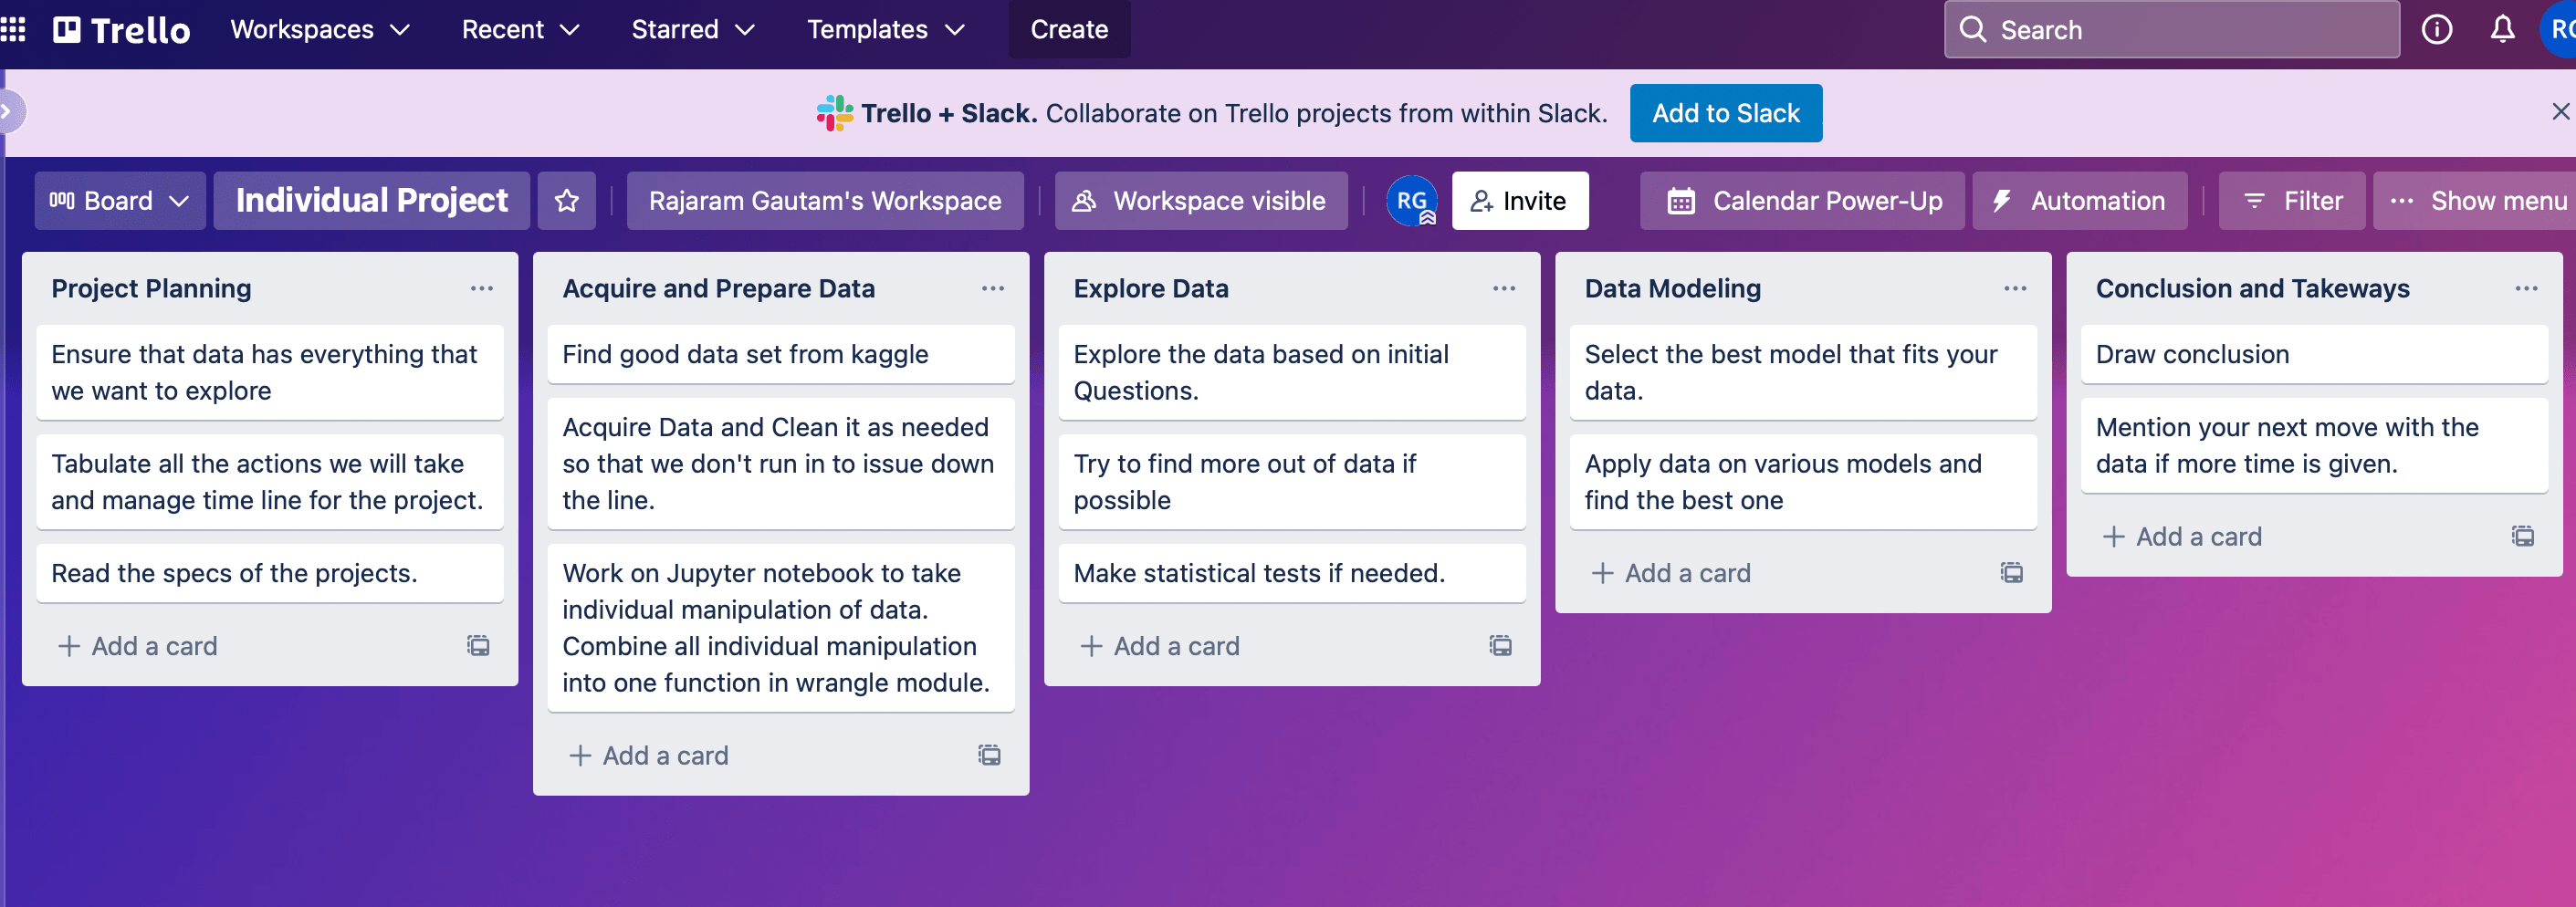 Trello
Workspaces
Recent
Starred
Templates
Create
Search
RG
Trello + Slack. Collaborate on Trello projects from within Slack.
Add to Slack
Board
Individual Project
Rajaram Gautam's Workspace
Workspace visible
RG
Invite
Calendar Power-Up
Automation
Filter
Show menu
Project Planning
Ensure that data has everything that
we want to explore
Tabulate all the actions we will take
and manage time line for the project.
Read the specs of the projects.
Add a card
Acquire and Prepare Data
Find good data set from kaggle
Acquire Data and Clean it as needed
so that we don't run in to issue down
the line.
Work on Jupyter notebook to take
individual manipulation of data.
Combine all individual manipulation
into one function in wrangle module.
Add a card
Explore Data
Explore the data based on initial
Questions.
Try to find more out of data if
possible
Make statistical tests if needed.
Add a card
Data Modeling
Select the best model that fits your
data.
Apply data on various models and
find the best one
Add a card
Conclusion and Takeways
Draw conclusion
Mention your next move with the
data if more time is given.
Add a card